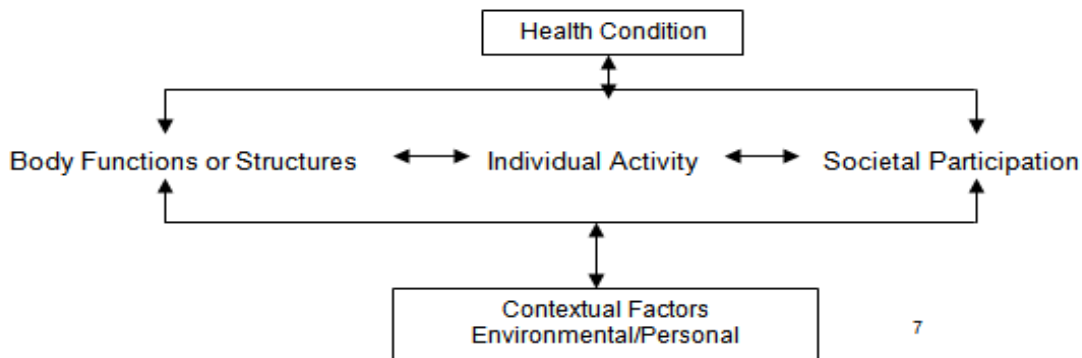 Health Condition
Body Functions or Structures
Individual Activity
Societal Participation
Contextual Factors
Environmental/Personal
7